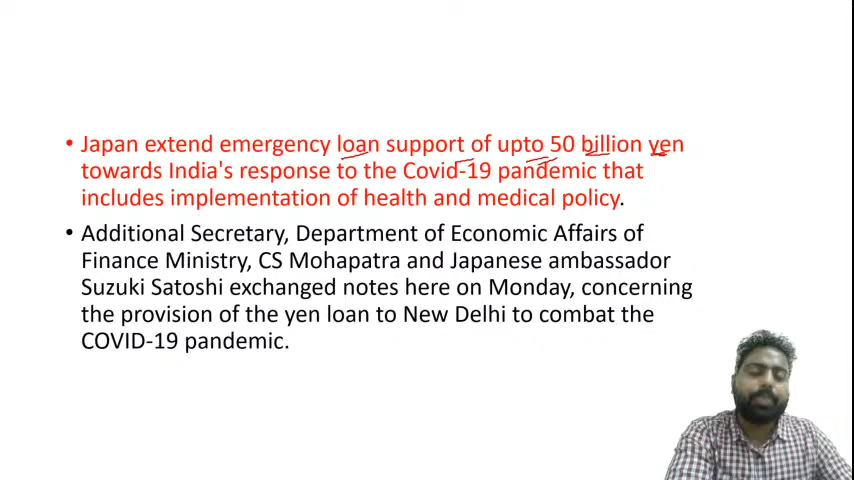 • Japan extend emergency loan support of upto 50 billion yen
towards India's response to the Covid-19 pandemic that
includes implementation of health and medical policy.
• Additional Secretary, Department of Economic Affairs of
Finance Ministry, CS Mohapatra and Japanese ambassador
Suzuki Satoshi exchanged notes here on Monday, concerning
the provision of the yen loan to New Delhi to combat the
COVID-19 pandemic.